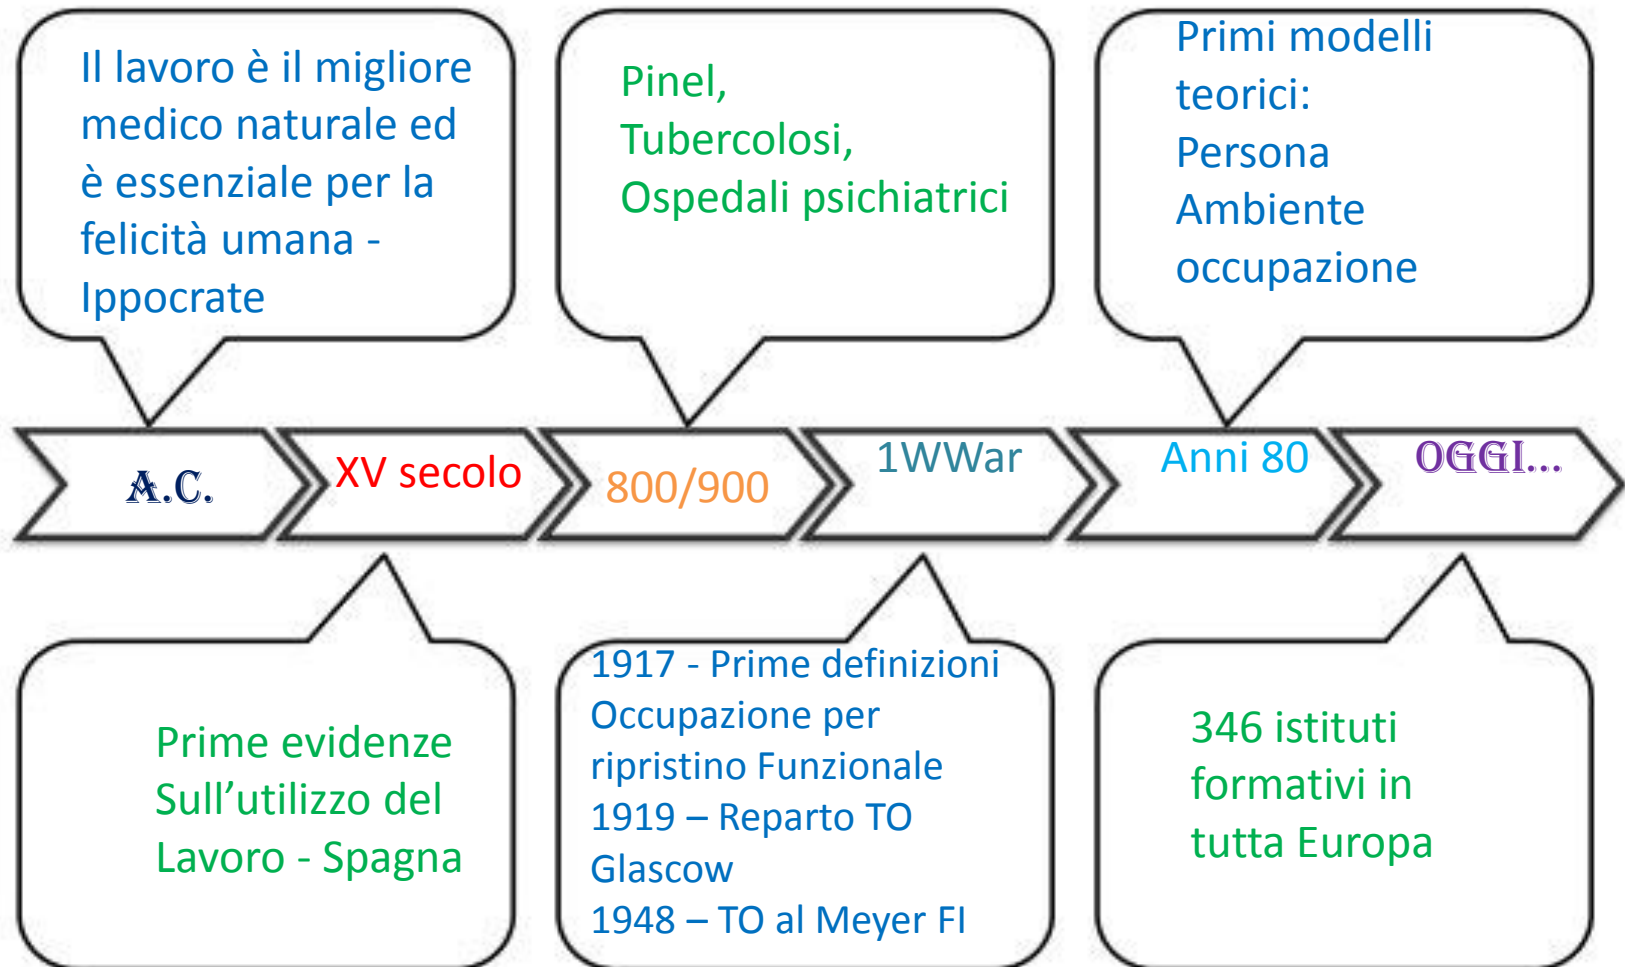 Il lavoro è il migliore
medico naturale ed
è essenziale per la
felicità umana -
Ippocrate
Pinel,
Tubercolosi,
Ospedali psichiatrici
Primi modelli
teorici:
Persona
Ambiente
occupazione
A.C.
XV secolo
800/900
1WWar
Anni 80
OGGI...
Prime evidenze
Sull’utilizzo del
Lavoro - Spagna
1917 - Prime definizioni
Occupazione per
ripristino Funzionale
1919 – Reparto TO
Glascow
1948 – TO al Meyer FI
346 istituti
formativi in
tutta Europa